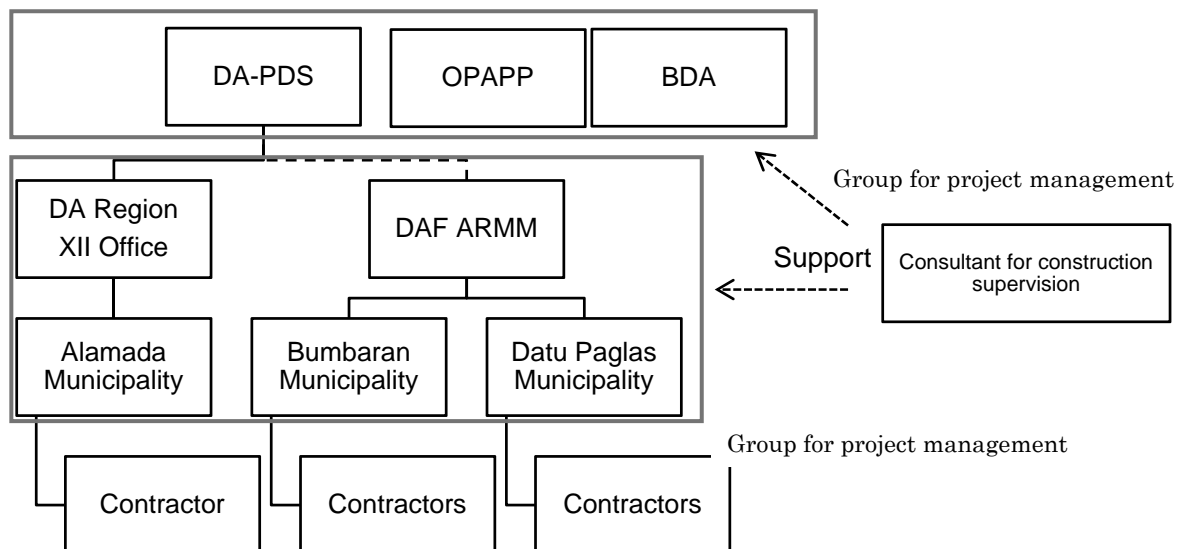 DA-PDS
OPAPP
BDA
Group for project management
DA Region
XII Office
DAF ARMM
Support
Consultant for construction
supervision
Alamada
Municipality
Bumbaran
Municipality
Datu Paglas
Municipality
Group for project management
Contractor
Contractors
Contractors